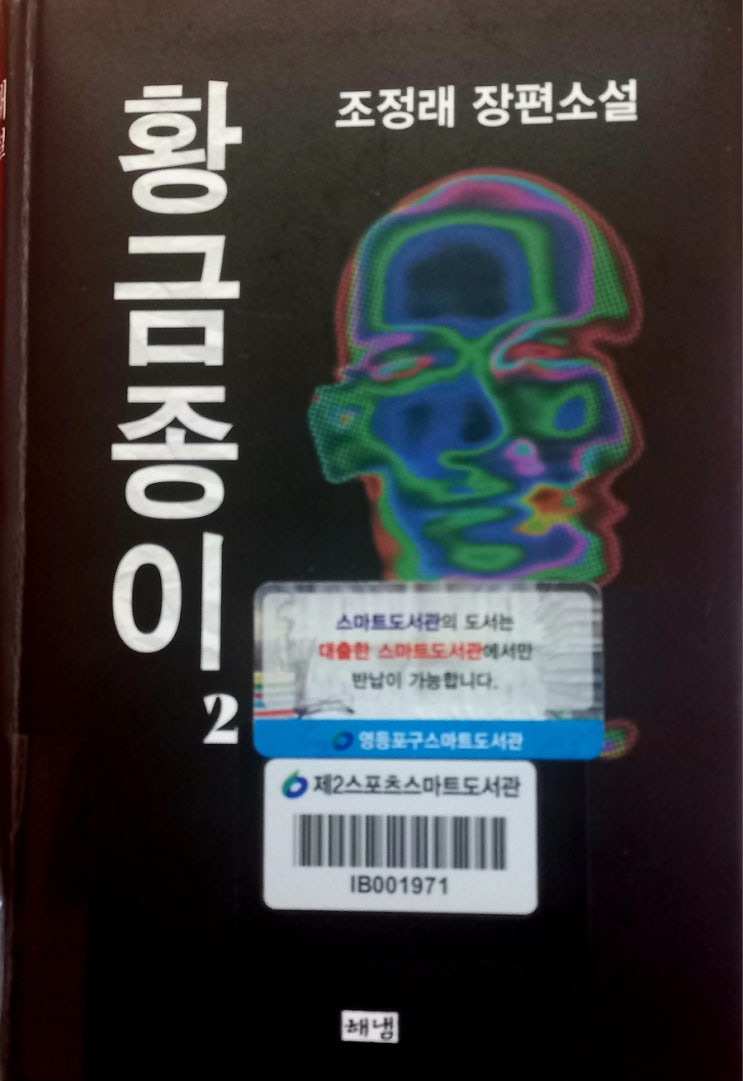 조정래 장편소설
황금종이
2
스마트도서관의 도서는
대출한 스마트도서관에서만
반납이 가능합니다.
영등포구스마트도서관
제2스포츠스마트도서관
IB001971
해냄